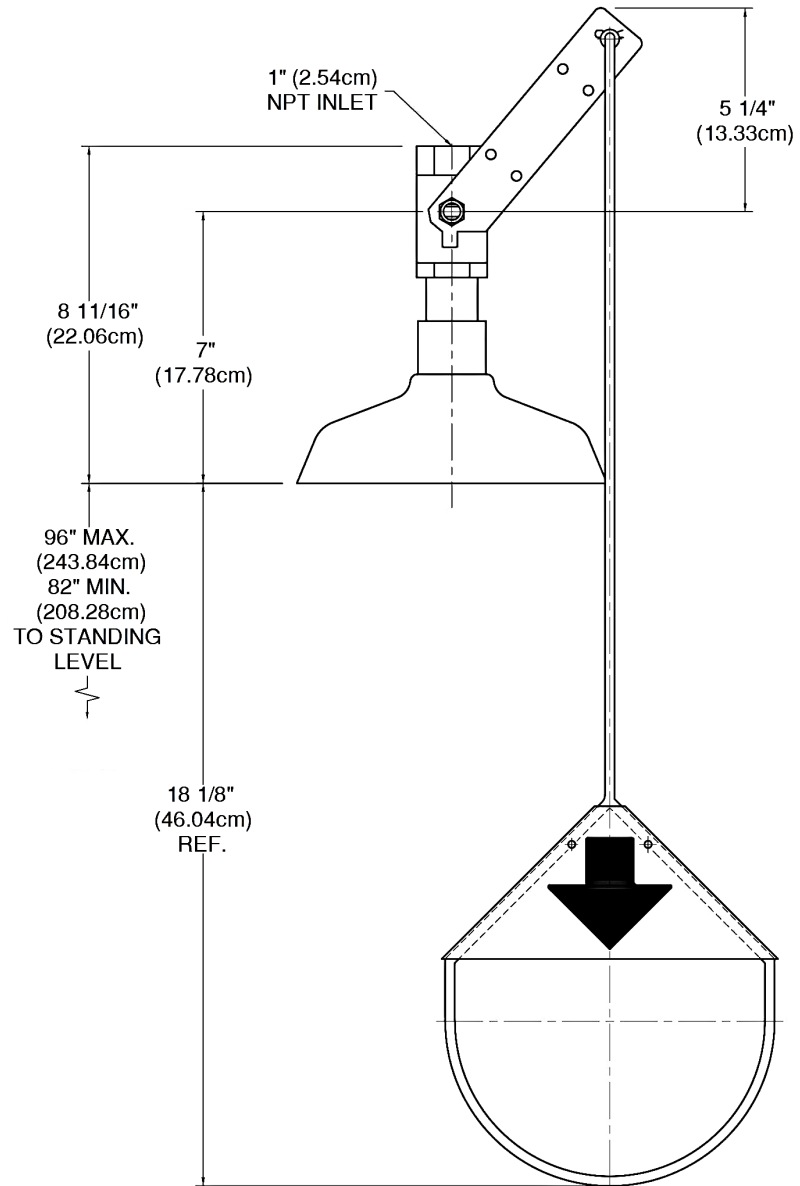 1" (2.54cm)
NPT INLET
5 1/4"
(13.33cm)
8 11/16"
(22.06cm)
7"
(17.78cm)
96" MAX.
(243.84cm)
82" MIN.
(208.28cm)
TO STANDING
LEVEL
18 1/8"
(46.04cm)
REF.